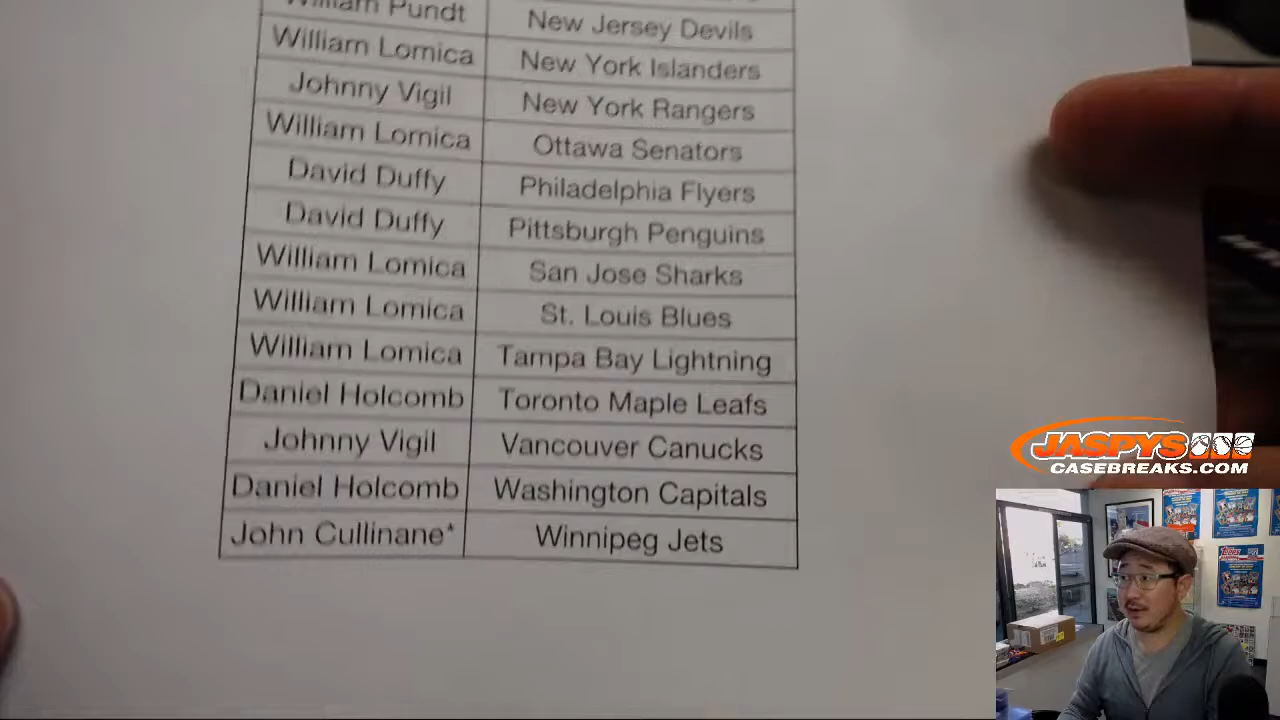 William Pundt New Jersey Devils
William Lomica New York Islanders
Johnny Vigil New York Rangers
William Lomica Ottawa Senators
David Duffy Philadelphia Flyers
David Duffy Pittsburgh Penguins
William Lomica San Jose Sharks
William Lomica St. Louis Blues
William Lomica Tampa Bay Lightning
Daniel Holcomb Toronto Maple Leafs
Johnny Vigil Vancouver Canucks
Daniel Holcomb Washington Capitals
John Cullinane* Winnipeg Jets
JASPYS
CASEBREAKS.COM
Topps